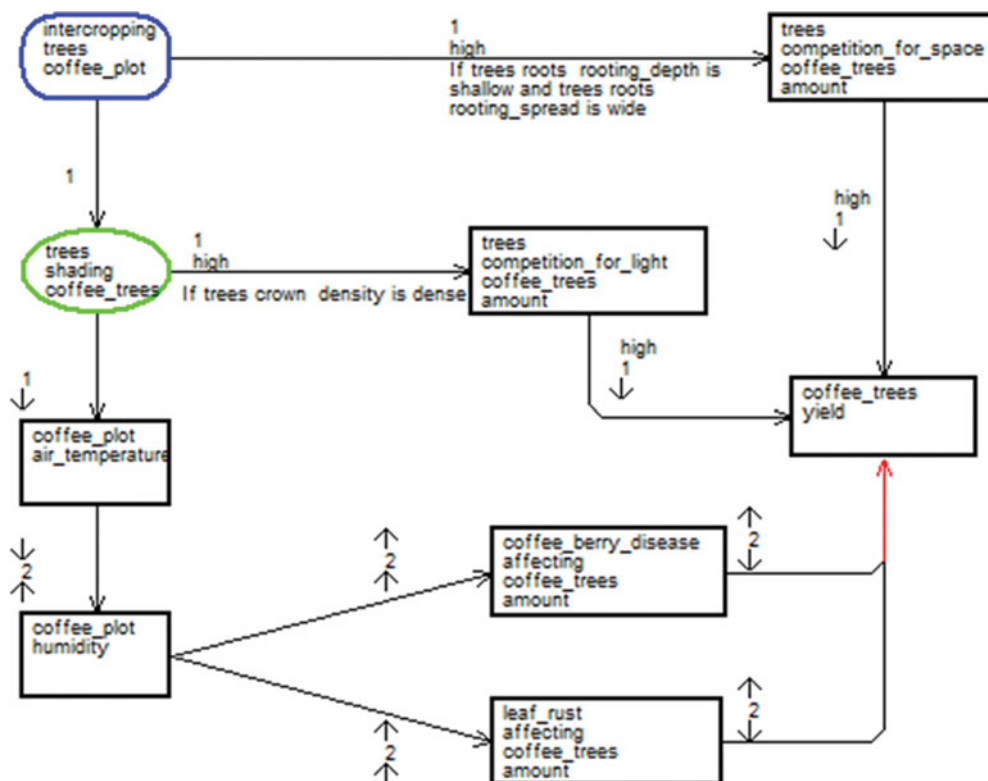 intercropping
trees
coffee_plot
1
high
If trees roots rooting_depth is
shallow and trees roots
rooting_spread is wide
trees
competition_for_space
coffee_trees
amount
1
high
1
trees
shading
coffee_trees
1
high
If trees crown density is dense
trees
competition_for_light
coffee_trees
amount
high
1
coffee_trees
yield
1
coffee_plot
air_temperature
2
coffee_plot
humidity
2
coffee_berry_disease
affecting
coffee_trees
amount
2
2
leaf_rust
affecting
coffee_trees
amount
2